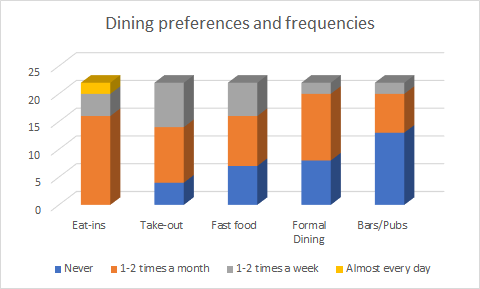 Dining preferences and frequencies
25
20
15
10
5
0
Eat-ins Take-out Fast food Formal Dining Bars/Pubs
Never 1-2 times a month 1-2 times a week Almost every day